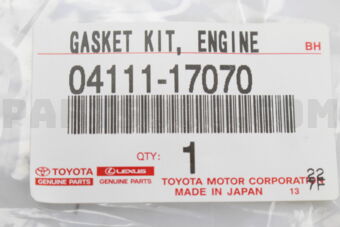 GASKET KIT, ENGINE BH
04111-17070
QTY: 1
TOYOTA LEXUS
GENUINE PARTS GENUINE PARTS
TOYOTA MOTOR CORPORATION
MADE IN JAPAN 13